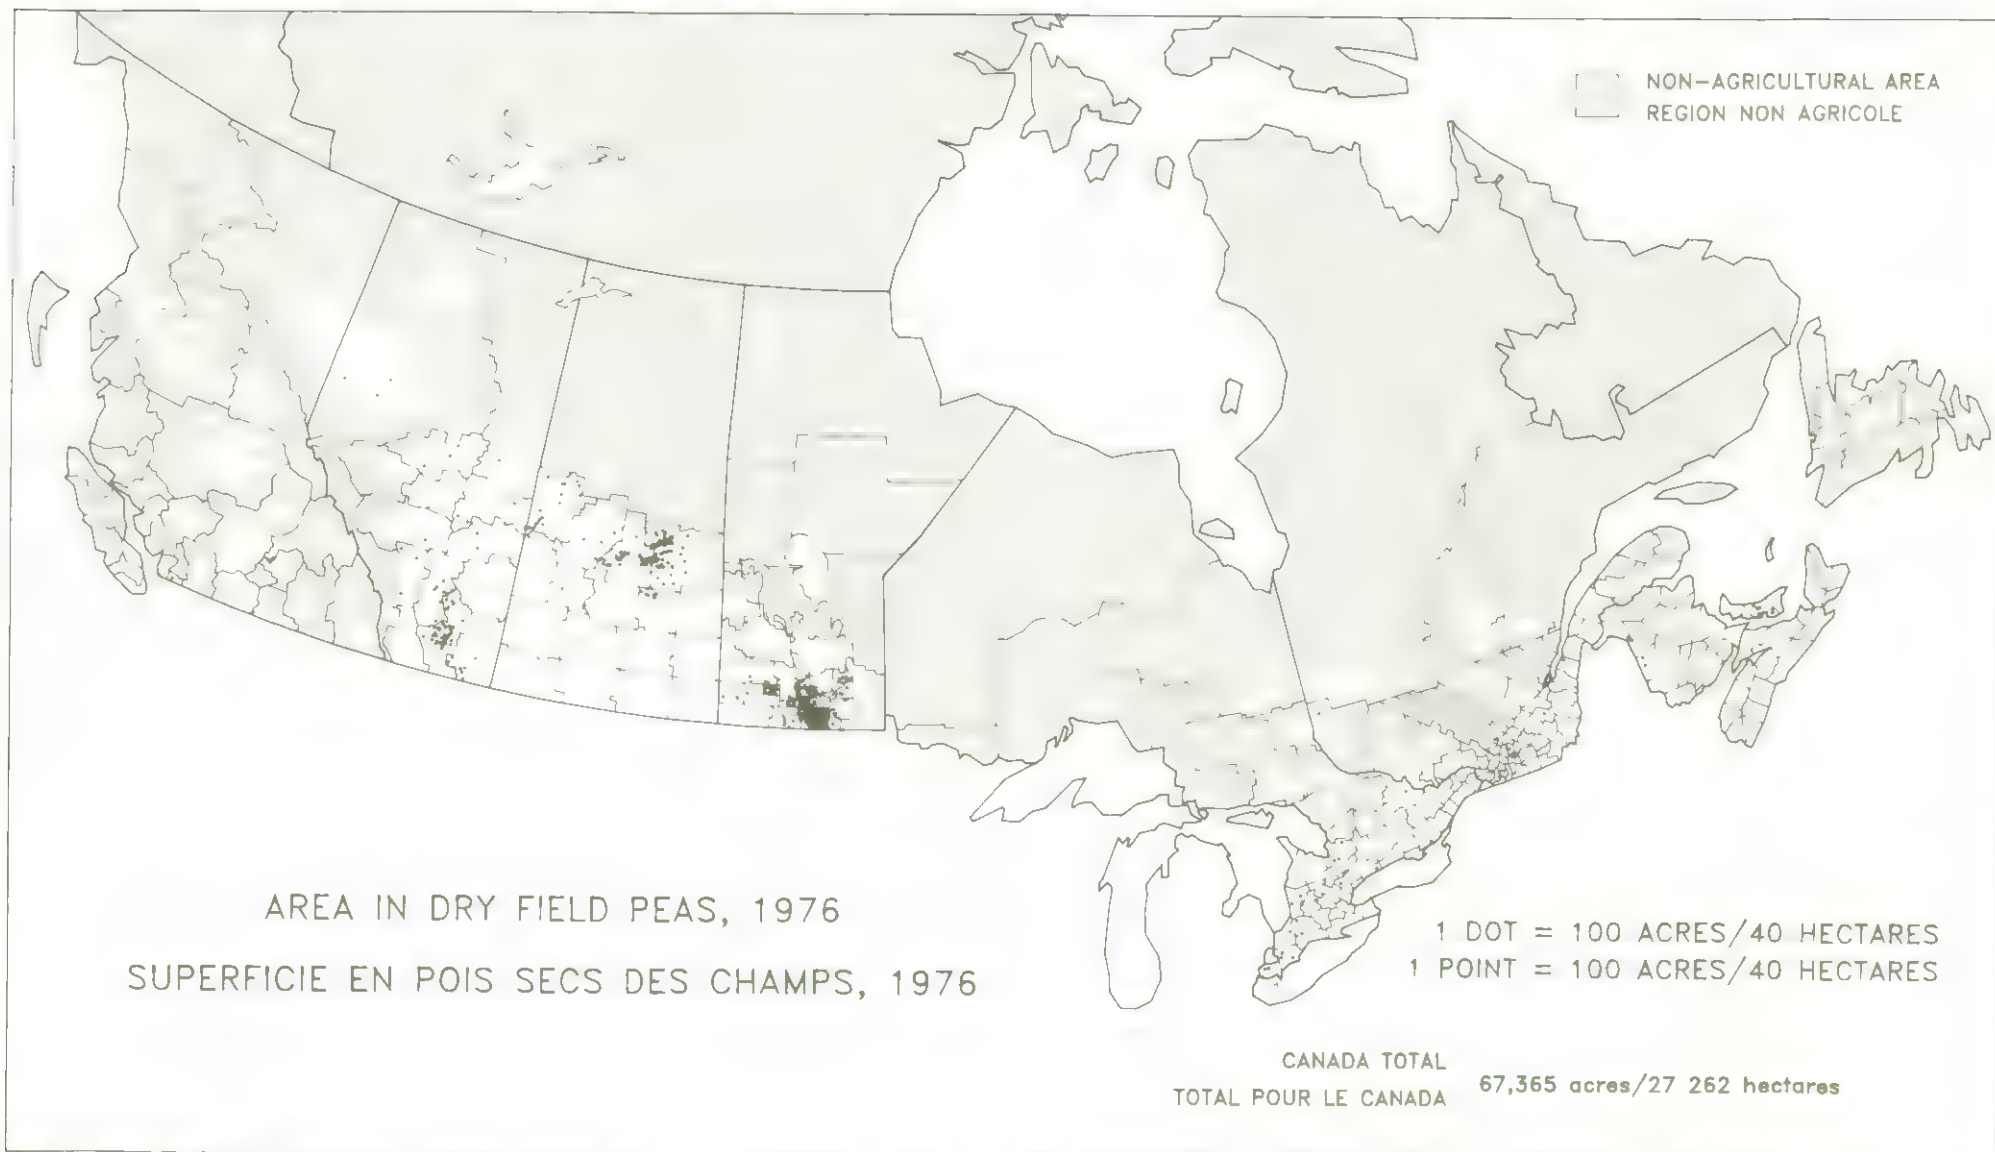 NON-AGRICULTURAL AREA
REGION NON AGRICOLE
AREA IN DRY FIELD PEAS, 1976
SUPERFICIE EN POIS SECS DES CHAMPS, 1976
1 DOT = 100 ACRES/40 HECTARES
1 POINT = 100 ACRES/40 HECTARES
CANADA TOTAL
TOTAL POUR LE CANADA
67,365 acres/27 262 hectares